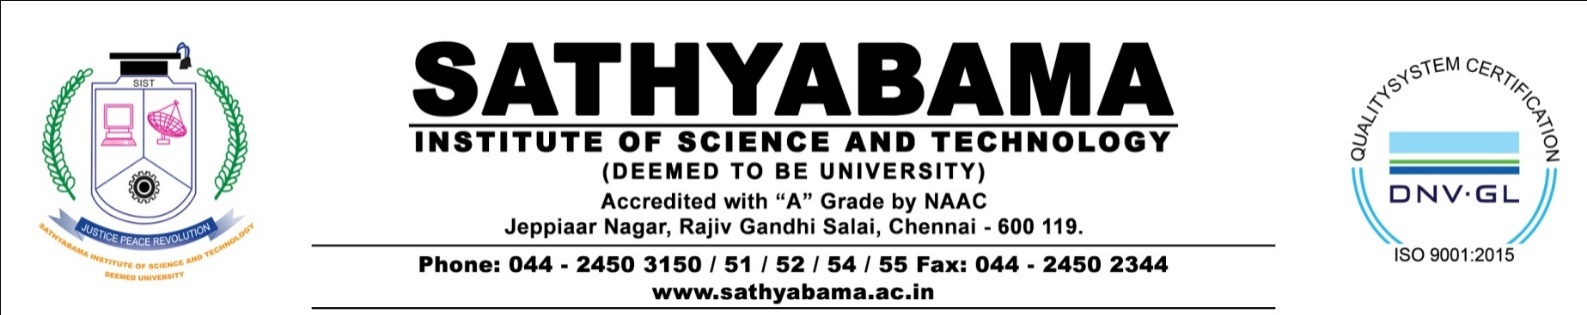 SIST
JUSTICE PEACE REVOLUTION
SATHYABAMA INSTITUTE OF SCIENCE AND TECHNOLOGY
DEEMED UNIVERSITY
SATHYABAMA
INSTITUTE OF SCIENCE AND TECHNOLOGY
(DEEMED TO BE UNIVERSITY)
Accredited with “A” Grade by NAAC
Jeppiaar Nagar, Rajiv Gandhi Salai, Chennai - 600 119.
Phone: 044 - 2450 3150 / 51 / 52 / 54 / 55 Fax: 044 - 2450 2344
www.sathyabama.ac.in
QUALITYSYSTEM CERTIFICATION
DNV·GL
ISO 9001:2015